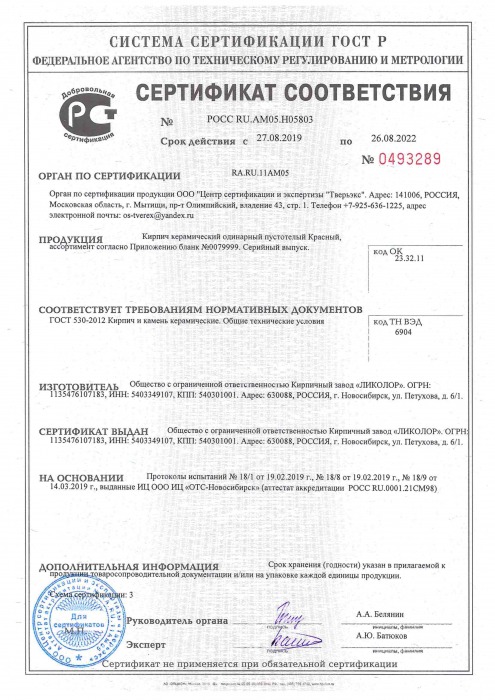 СИСТЕМА СЕРТИФИКАЦИИ ГОСТ Р
ФЕДЕРАЛЬНОЕ АГЕНТСТВО ПО ТЕХНИЧЕСКОМУ РЕГУЛИРОВАНИЮ И МЕТРОЛОГИИ
Добровольная
сертификация
СЕРТИФИКАТ СООТВЕТСТВИЯ
№ РОСС RU.АМ05.Н05803
Срок действия с 27.08.2019 по 26.08.2022
№ 0493289
ОРГАН ПО СЕРТИФИКАЦИИ RA.RU.11АМ05
Орган по сертификации продукции ООО "Центр сертификации и экспертизы "Тверьэкс". Адрес: 141006, РОССИЯ,
Московская область, г. Мытищи, пр-т Олимпийский, владение 43, стр. 1. Телефон +7-925-636-1225, адрес
электронной почты: os-tverex@yandex.ru
ПРОДУКЦИЯ Кирпич керамический одинарный пустотелый Красный,
ассортимент согласно Приложению бланк №0079999. Серийный выпуск.
код ОК
23.32.11
СООТВЕТСТВУЕТ ТРЕБОВАНИЯМ НОРМАТИВНЫХ ДОКУМЕНТОВ
ГОСТ 530-2012 Кирпич и камень керамические. Общие технические условия
код ТН ВЭД
6904
ИЗГОТОВИТЕЛЬ Общество с ограниченной ответственностью Кирпичный завод «ЛИКОЛОР». ОГРН:
1135476107183, ИНН: 5403349107, КПП: 540301001. Адрес: 630088, РОССИЯ, г. Новосибирск, ул. Петухова, д. 6/1.
СЕРТИФИКАТ ВЫДАН Общество с ограниченной ответственностью Кирпичный завод «ЛИКОЛОР». ОГРН:
1135476107183, ИНН: 5403349107, КПП: 540301001. Адрес: 630088, РОССИЯ, г. Новосибирск, ул. Петухова, д. 6/1.
НА ОСНОВАНИИ Протоколы испытаний № 18/1 от 19.02.2019 г., № 18/8 от 19.02.2019 г., № 18/9 от
14.03.2019 г., выданные ИЦ ООО ИЦ «ОТС-Новосибирск» (аттестат аккредитации РОСС RU.0001.21СМ98)
ДОПОЛНИТЕЛЬНАЯ ИНФОРМАЦИЯ Срок хранения (годности) указан в прилагаемой к
продукции товаросопроводительной документации и/или на упаковке каждой единицы продукции.
Схема сертификации: 3
Для
сертификатов
М.П.
Руководитель органа
подпись
А.А. Белянин
инициалы, фамилия
Эксперт
подпись
А.Ю. Батюков
инициалы, фамилия
Сертификат не применяется при обязательной сертификации